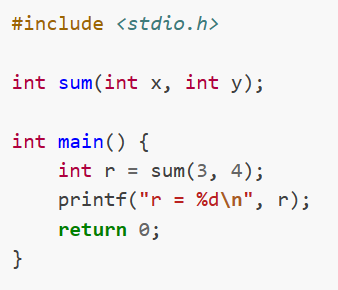 #include <stdio.h>

int sum(int x, int y);

int main() {
    int r = sum(3, 4);
    printf("r = %d\n", r);
    return 0;
}